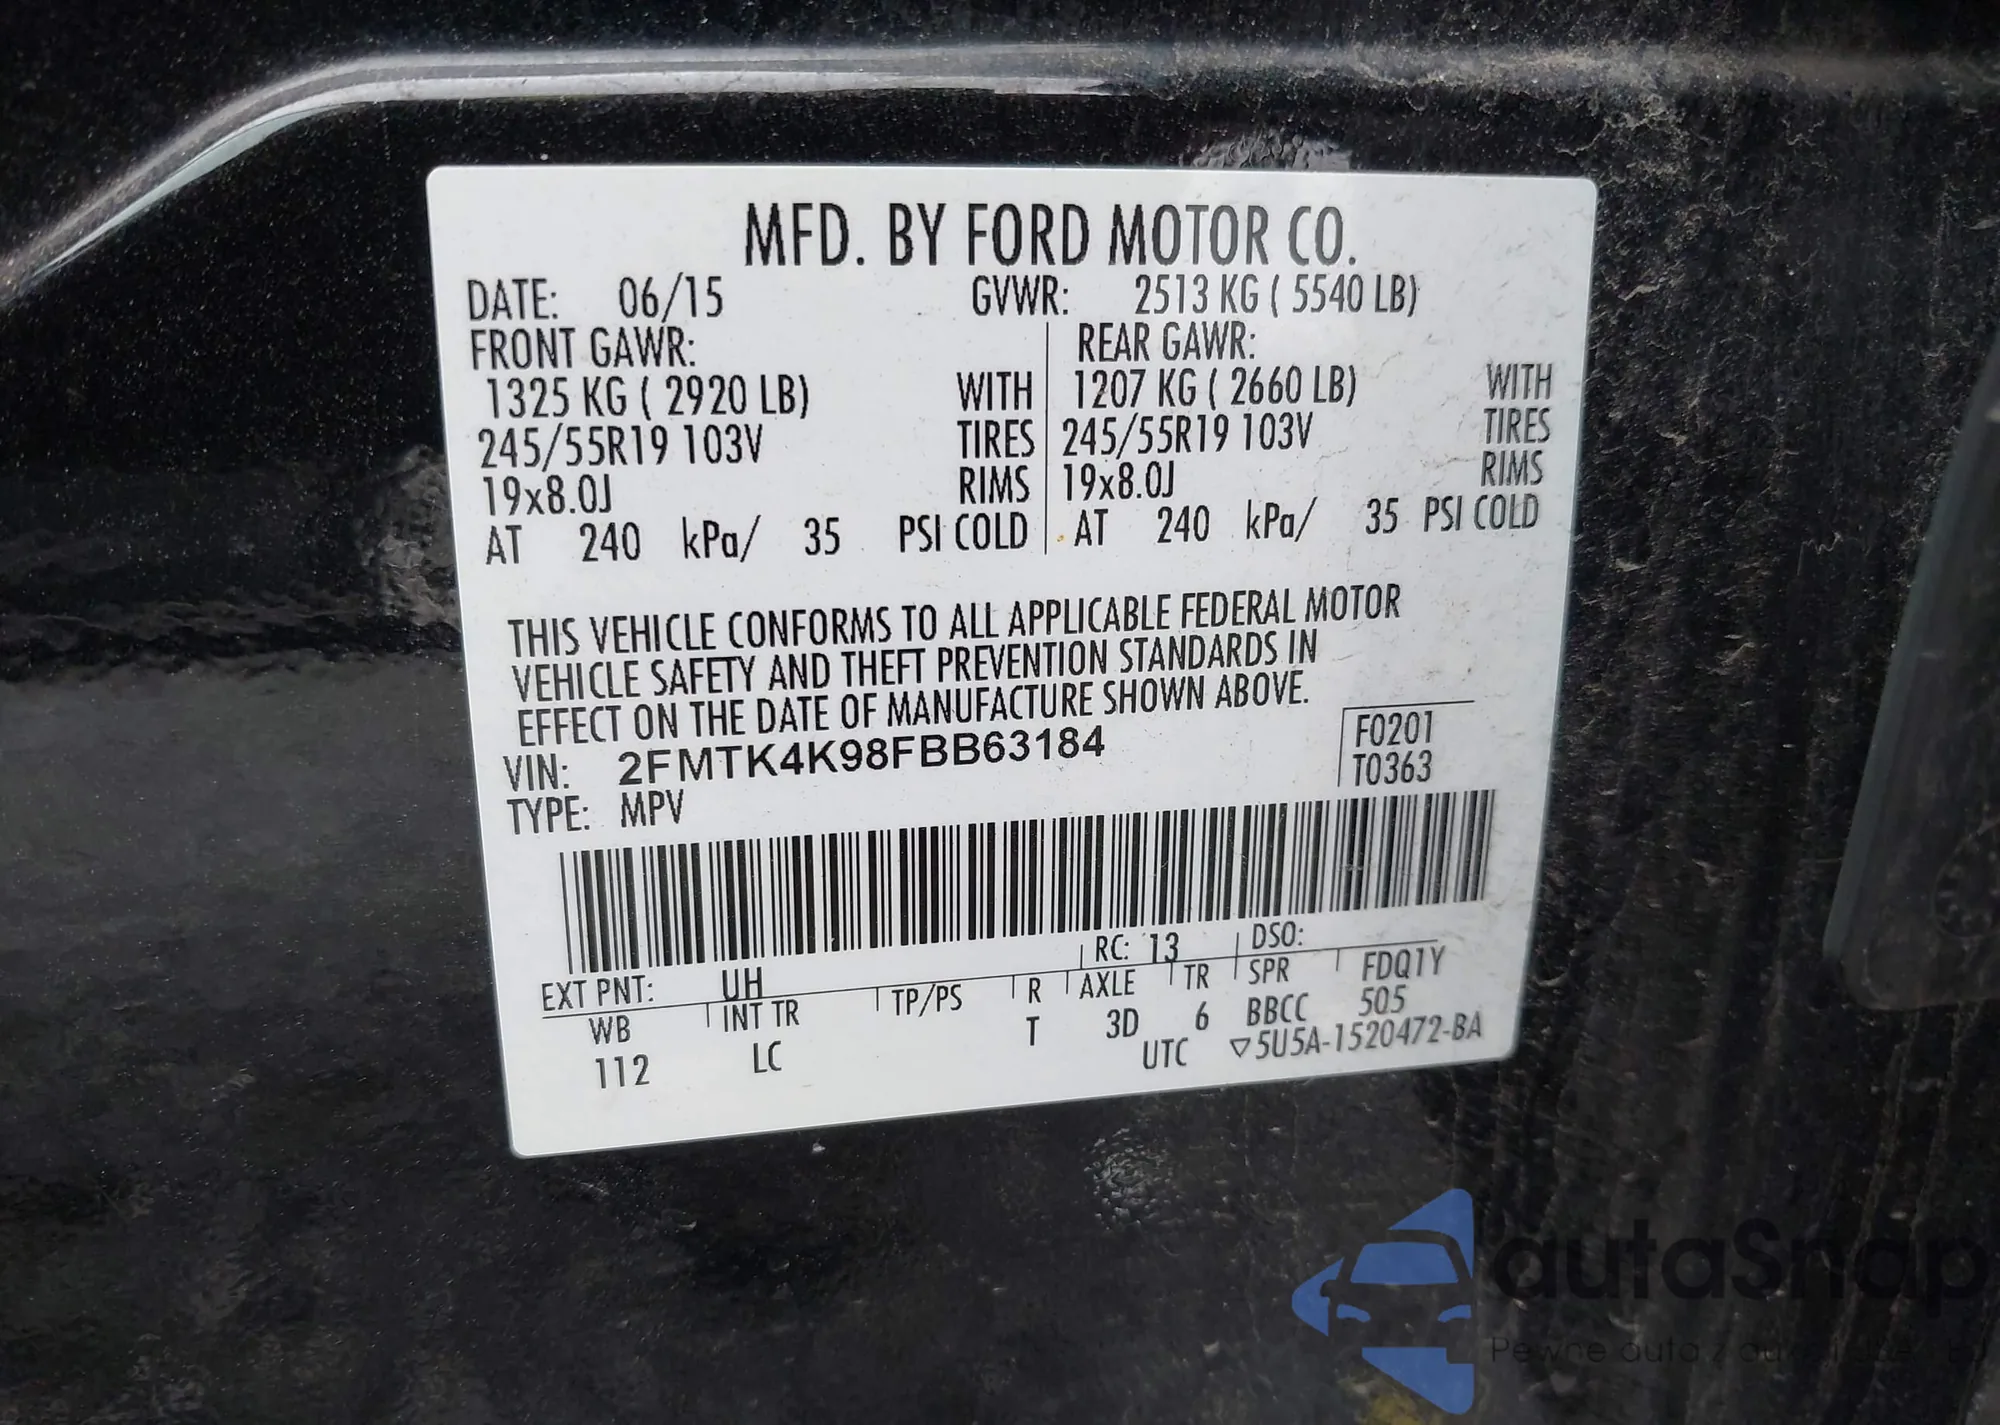 MFD. BY FORD MOTOR CO.
DATE: 06/15 GVWR: 2513 KG ( 5540 LB)
FRONT GAWR: REAR GAWR:
1325 KG ( 2920 LB) WITH 1207 KG ( 2660 LB) WITH
245/55R19 103V TIRES 245/55R19 103V TIRES
19x8.0J RIMS 19x8.0J RIMS
AT 240 kPa/ 35 PSI COLD AT 240 kPa/ 35 PSI COLD
THIS VEHICLE CONFORMS TO ALL APPLICABLE FEDERAL MOTOR
VEHICLE SAFETY AND THEFT PREVENTION STANDARDS IN
EFFECT ON THE DATE OF MANUFACTURE SHOWN ABOVE.
VIN: 2FMTK4K98FBB63184 F0201
TYPE: MPV T0363
EXT PNT: UH RC: 13 DSO:
WB INT TR TP/PS R AXLE TR SPR FDQ1Y
112 LC T 3D 6 BBCC 505
UTC ▽5U5A-1520472-BA
autaSnap
Pewne auta z